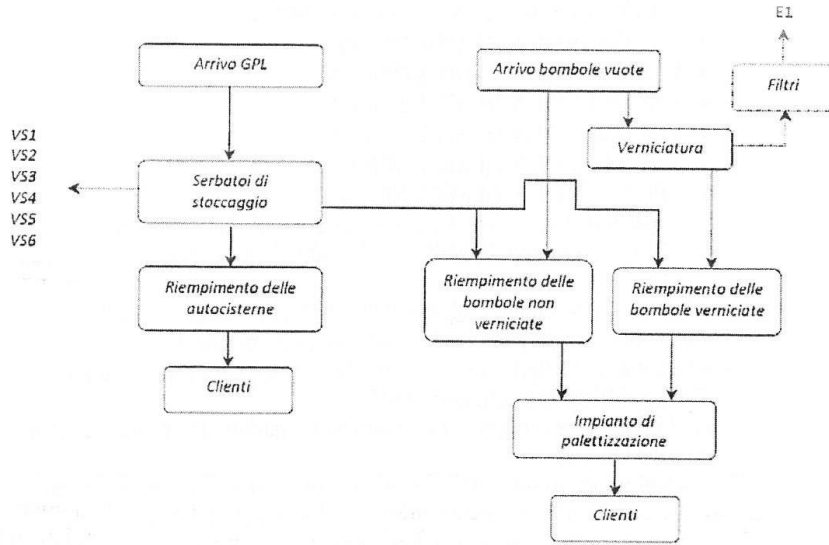 E1
Arrivo GPL
Arrivo bombole vuote
Filtri
Verniciatura
VS1
VS2
VS3
VS4
VS5
VS6
Serbatoi di
stoccaggio
Riempimento delle
autocisterne
Riempimento delle
bombole non
verniciate
Riempimento delle
bombole verniciate
Clienti
Impianto di
palettizzazione
Clienti